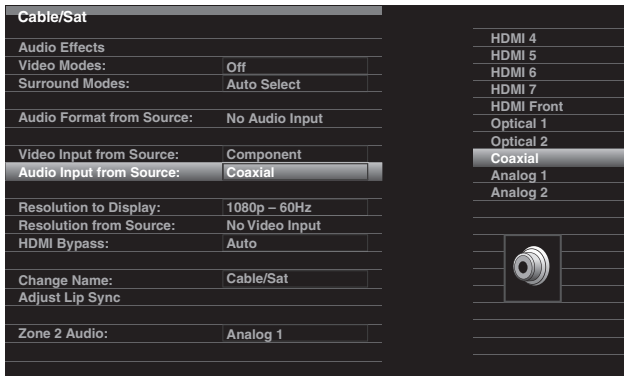 Cable/Sat
Audio Effects
Video Modes: Off
Surround Modes: Auto Select
Audio Format from Source: No Audio Input
Video Input from Source: Component
Audio Input from Source: Coaxial
Resolution to Display: 1080p – 60Hz
Resolution from Source: No Video Input
HDMI Bypass: Auto
Change Name: Cable/Sat
Adjust Lip Sync
Zone 2 Audio: Analog 1
HDMI 4
HDMI 5
HDMI 6
HDMI 7
HDMI Front
Optical 1
Optical 2
Coaxial
Analog 1
Analog 2